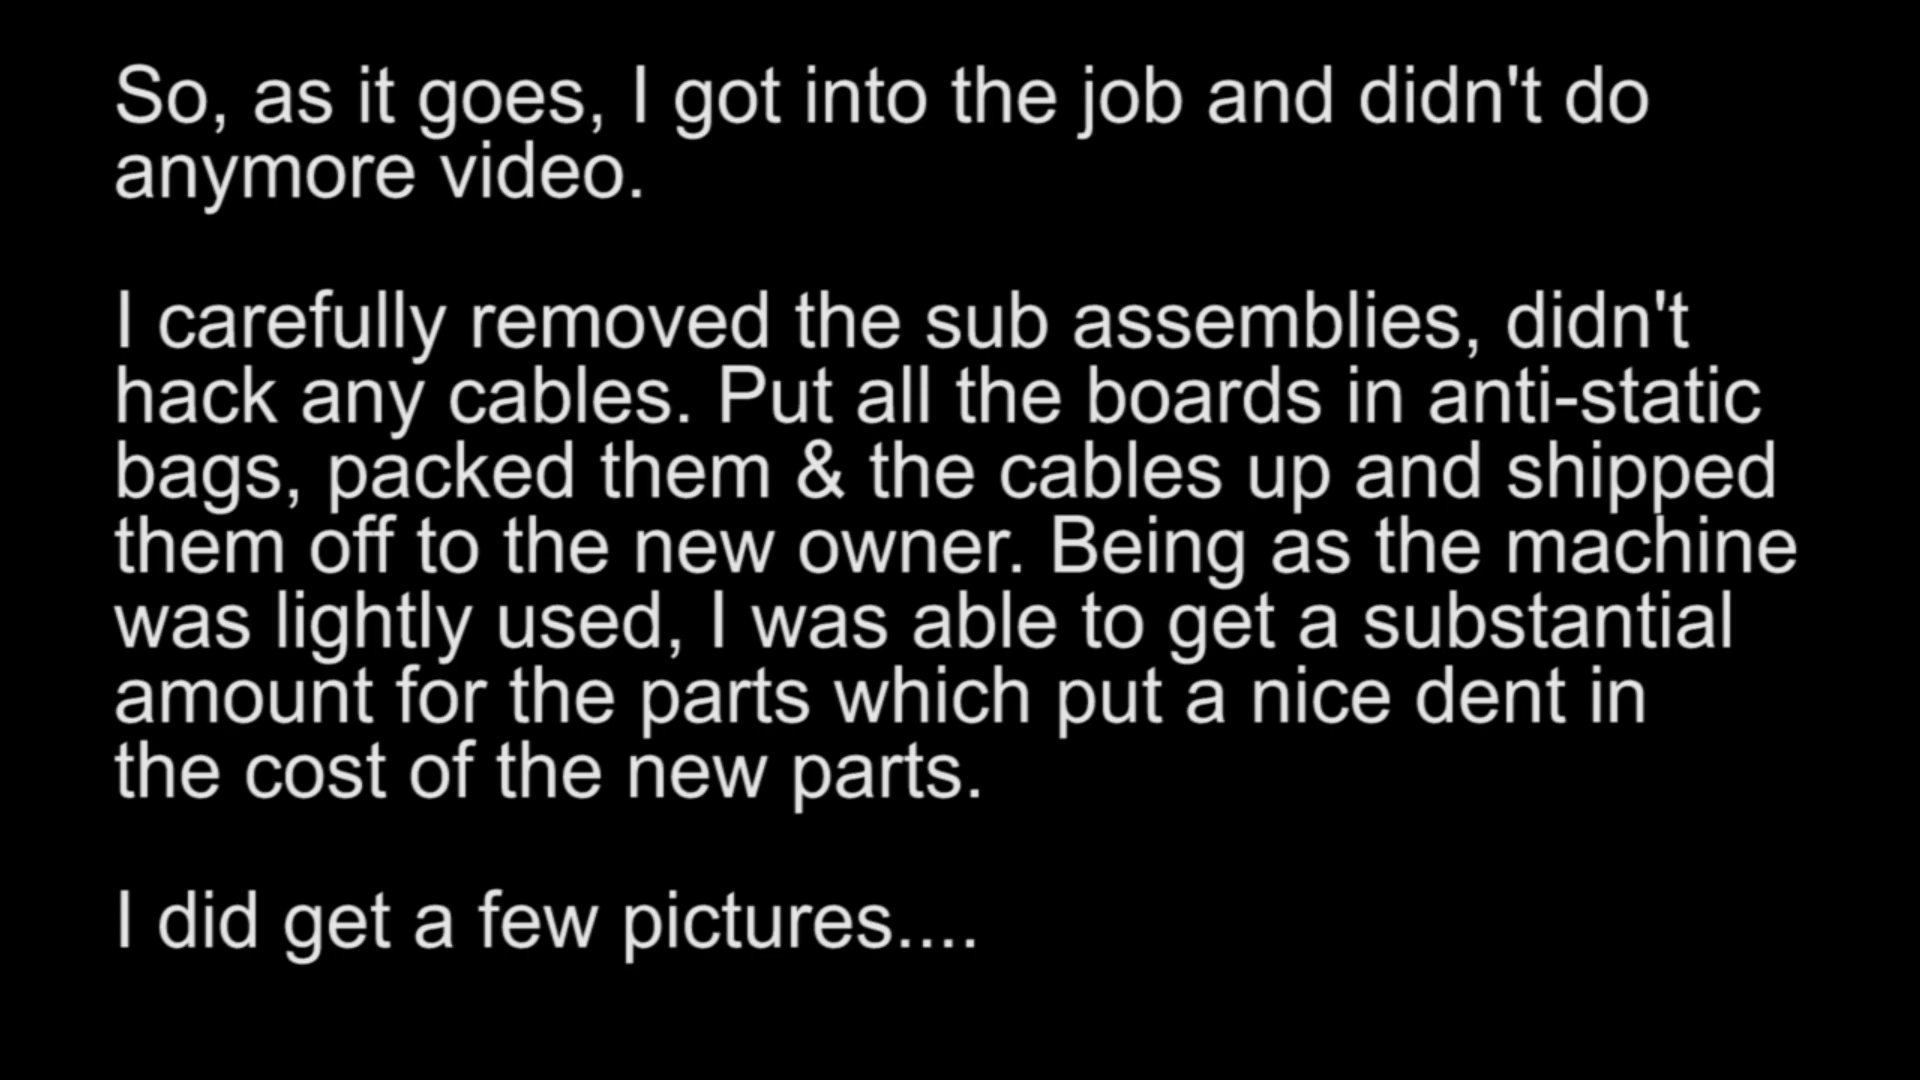 So, as it goes, I got into the job and didn't do
anymore video.
I carefully removed the sub assemblies, didn't
hack any cables. Put all the boards in anti-static
bags, packed them & the cables up and shipped
them off to the new owner. Being as the machine
was lightly used, I was able to get a substantial
amount for the parts which put a nice dent in
the cost of the new parts.
I did get a few pictures....